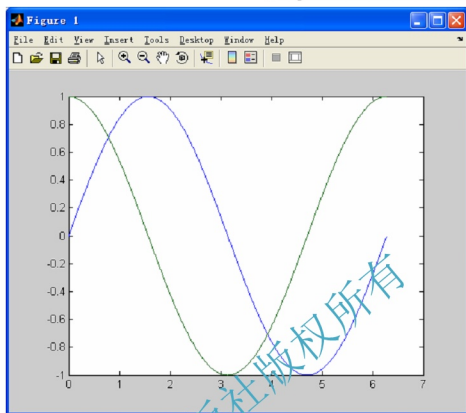 Figure 1
File Edit View Insert Tools Desktop Window Help
1
0.8
0.6
0.4
0.2
0
-0.2
-0.4
-0.6
-0.8
-1
0 1 2 3 4 5 6 7
社版权所有